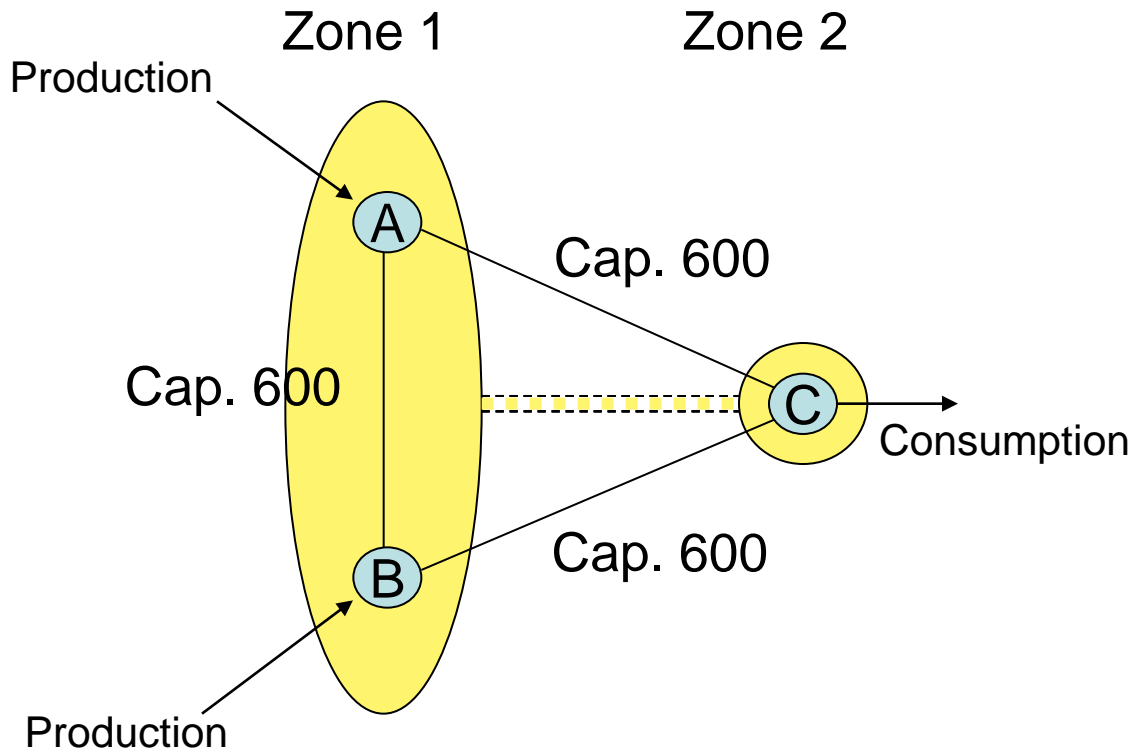 Zone 1
Zone 2
Production
A
Cap. 600
Cap. 600
C
Consumption
Cap. 600
B
Production